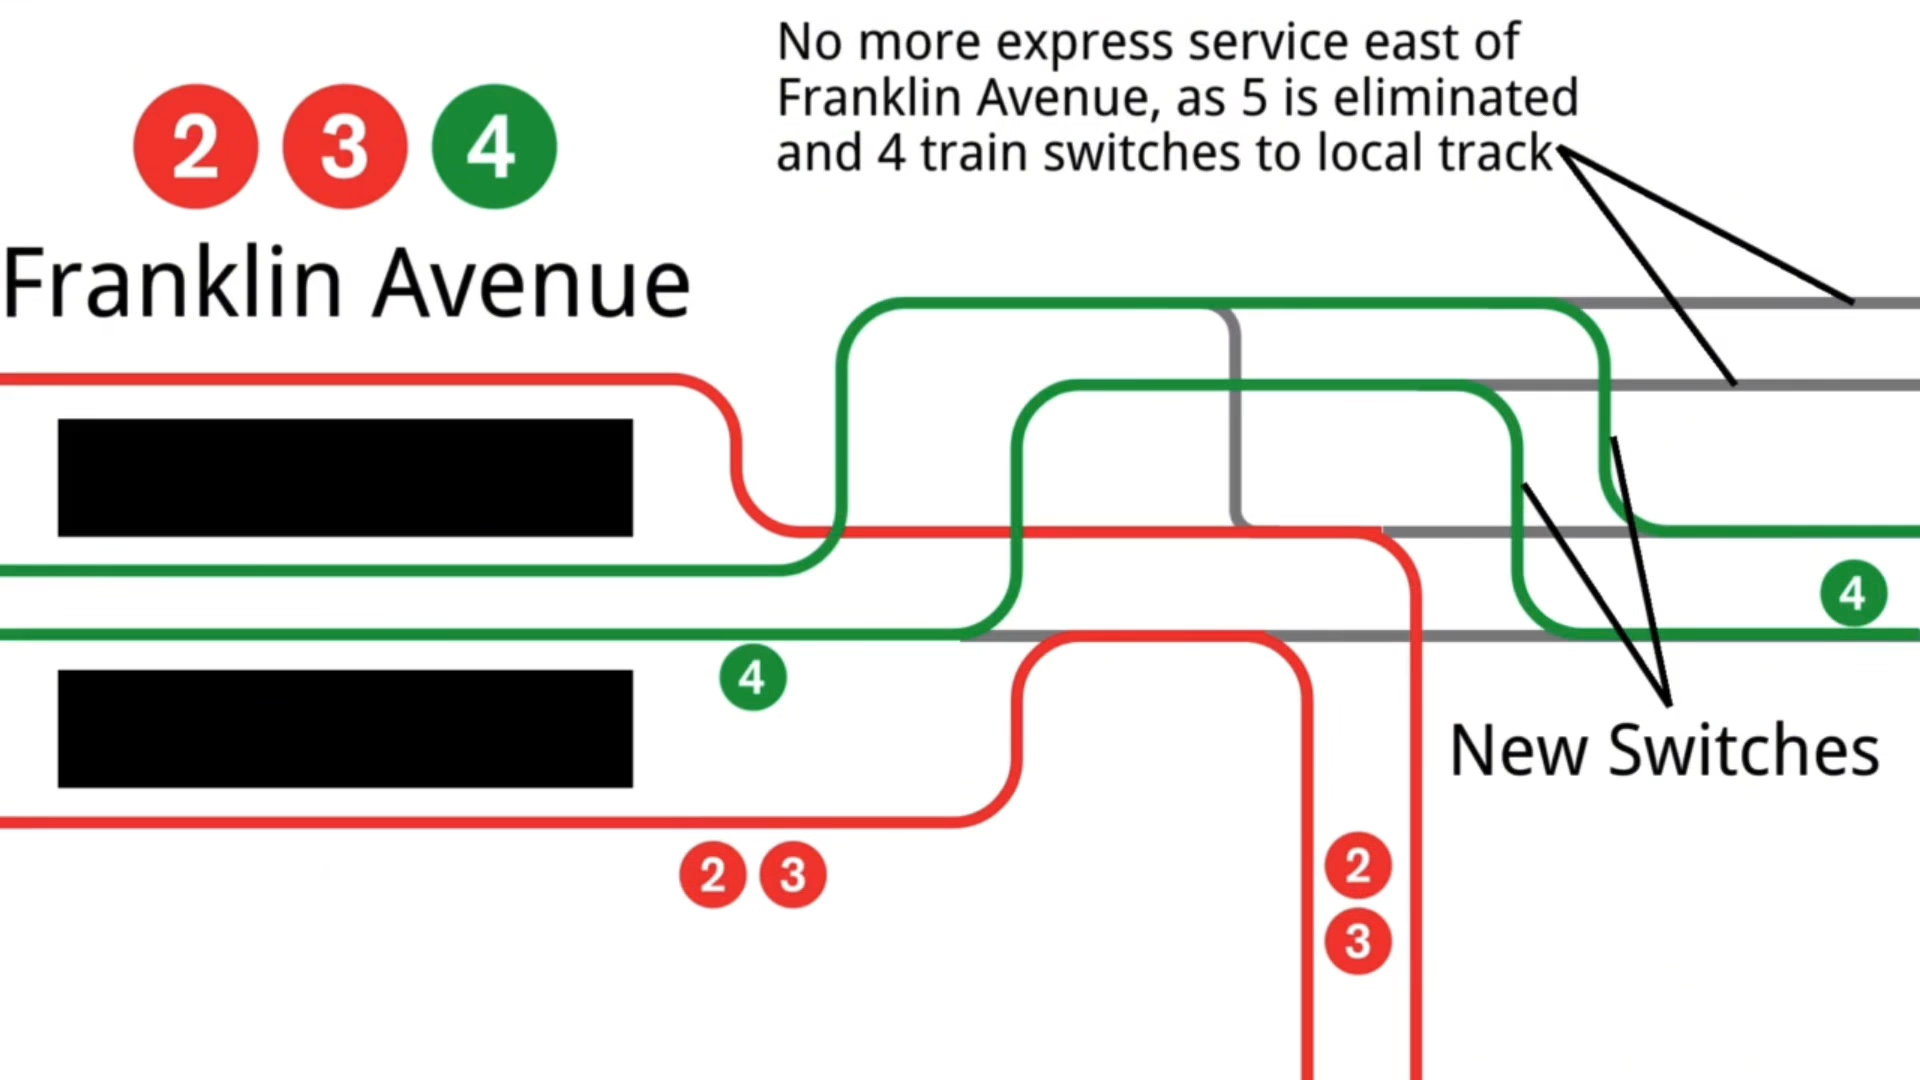 No more express service east of
Franklin Avenue, as 5 is eliminated
and 4 train switches to local track
2 3 4
Franklin Avenue
4
4
New Switches
2 3
2
3